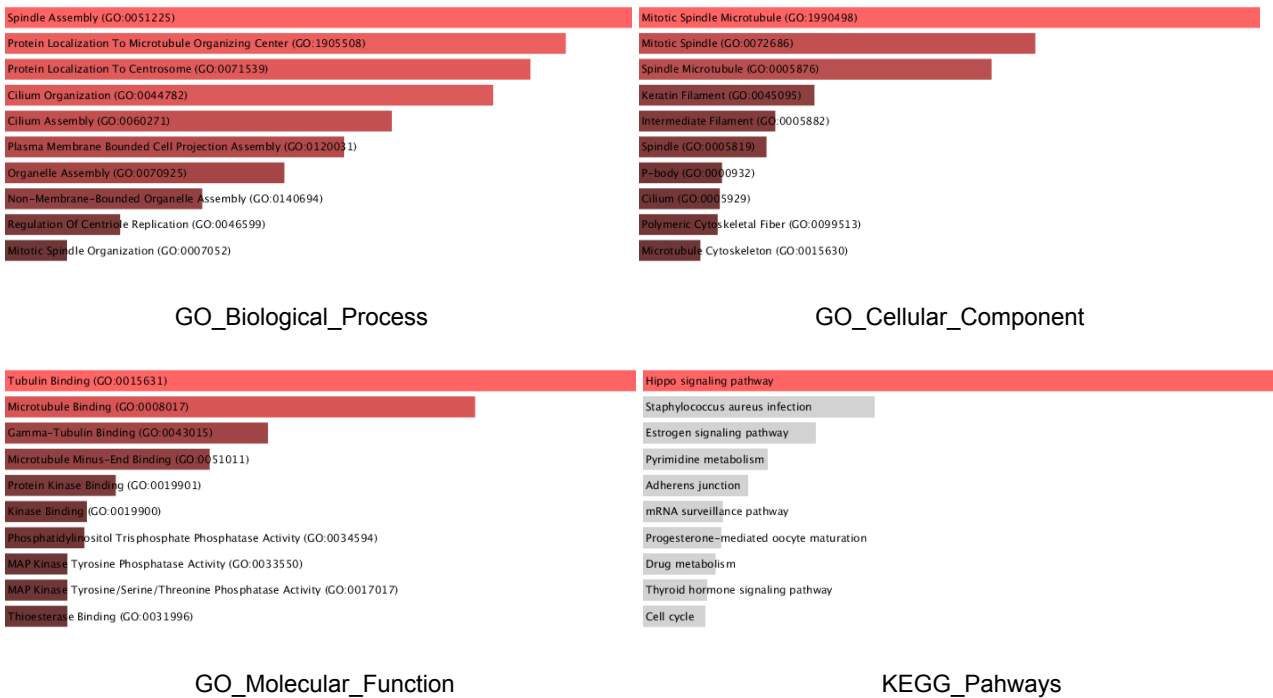 Spindle Assembly (GO:0051225)
Protein Localization To Microtubule Organizing Center (GO:1905508)
Protein Localization To Centrosome (GO:0071539)
Cilium Organization (GO:0044782)
Cilium Assembly (GO:0060271)
Plasma Membrane Bounded Cell Projection Assembly (GO:0120031)
Organelle Assembly (GO:0070925)
Non-Membrane-Bounded Organelle Assembly (GO:0140694)
Regulation Of Centriole Replication (GO:0046599)
Mitotic Spindle Organization (GO:0007052)
GO_Biological_Process
Mitotic Spindle Microtubule (GO:1990498)
Mitotic Spindle (GO:0072686)
Spindle Microtubule (GO:0005876)
Keratin Filament (GO:0045095)
Intermediate Filament (GO:0005882)
Spindle (GO:0005819)
P-body (GO:0000932)
Cilium (GO:0005929)
Polymeric Cytoskeletal Fiber (GO:0099513)
Microtubule Cytoskeleton (GO:0015630)
GO_Cellular_Component
Tubulin Binding (GO:0015631)
Microtubule Binding (GO:0008017)
Gamma-Tubulin Binding (GO:0043015)
Microtubule Minus-End Binding (GO:0051011)
Protein Kinase Binding (GO:0019901)
Kinase Binding (GO:0019900)
Phosphatidylinositol Trisphosphate Phosphatase Activity (GO:0034594)
MAP Kinase Tyrosine Phosphatase Activity (GO:0033550)
MAP Kinase Tyrosine/Serine/Threonine Phosphatase Activity (GO:0017017)
Thioesterase Binding (GO:0031996)
GO_Molecular_Function
Hippo signaling pathway
Staphylococcus aureus infection
Estrogen signaling pathway
Pyrimidine metabolism
Adherens junction
mRNA surveillance pathway
Progesterone-mediated oocyte maturation
Drug metabolism
Thyroid hormone signaling pathway
Cell cycle
KEGG_Pahways